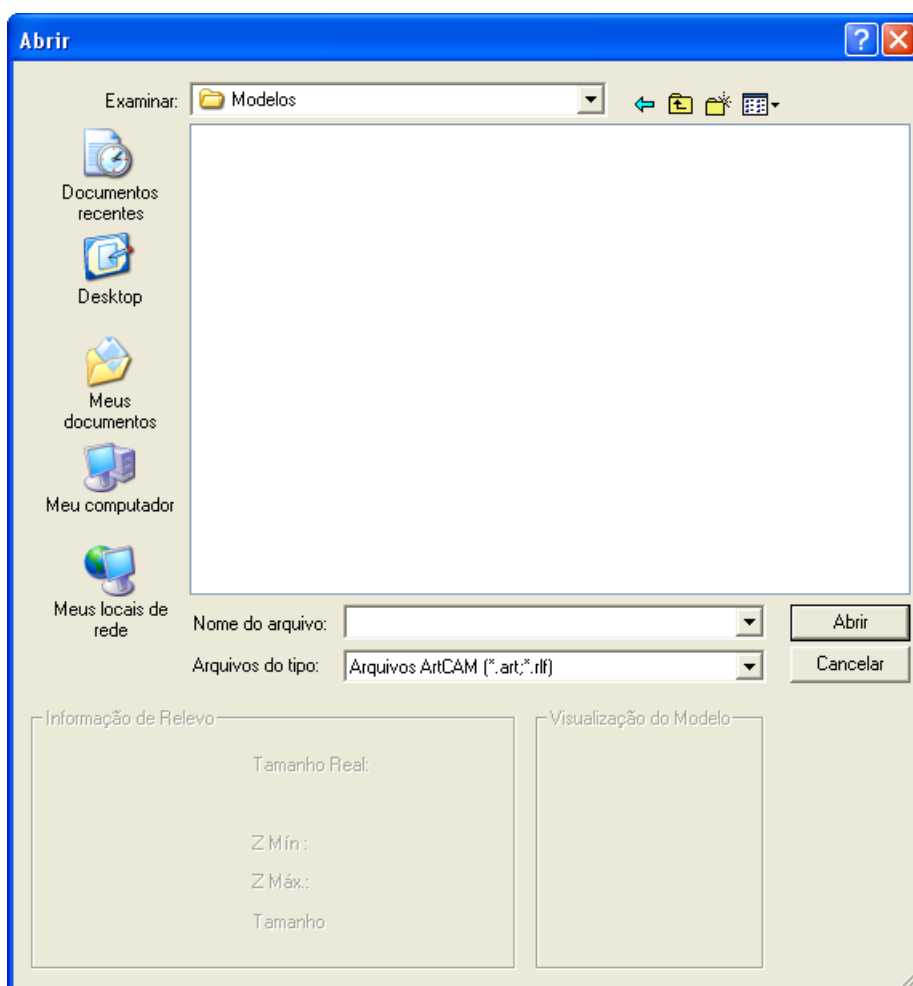 Abrir
Examinar: Modelos
Documentos
recentes
Desktop
Meus
documentos
Meu computador
Meus locais de
rede
Nome do arquivo: Abrir
Arquivos do tipo: Arquivos ArtCAM (*.art;*.rlf) Cancelar
Informação de Relevo Visualização do Modelo
Tamanho Real:
Z Mín :
Z Máx.:
Tamanho